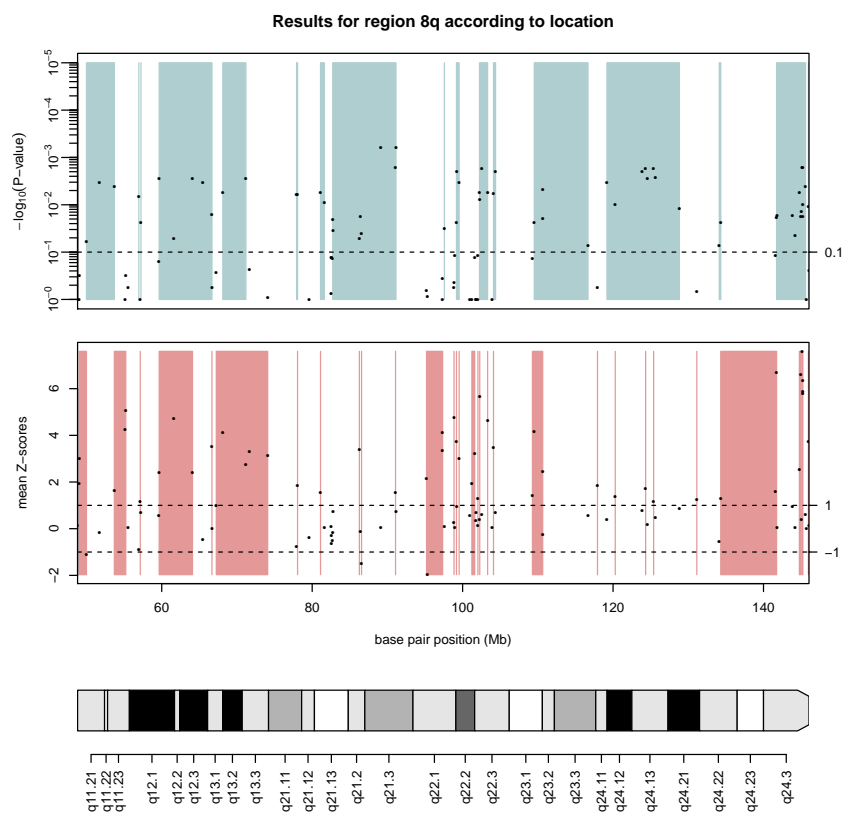 Results for region 8q according to location
−log10(P−value)
10−5
10−4
10−3
10−2
10−1
10−0
0.1
mean Z−scores
6
4
2
0
−2
1
−1
60 80 100 120 140
base pair position (Mb)
q11.21 q11.22 q11.23 q12.1 q12.2 q12.3 q13.1 q13.2 q13.3 q21.11 q21.12 q21.13 q21.2 q21.3 q22.1 q22.2 q22.3 q23.1 q23.2 q23.3 q24.11 q24.12 q24.13 q24.21 q24.22 q24.23 q24.3